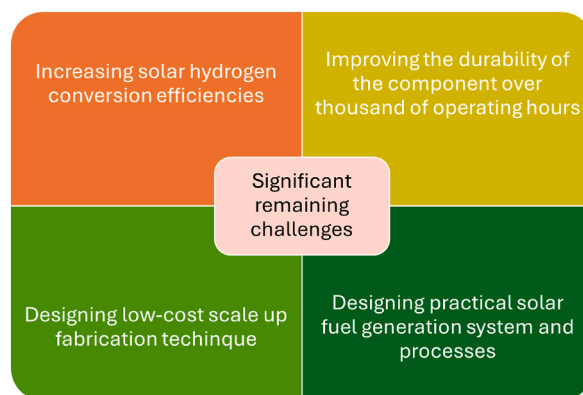 Increasing solar hydrogen
conversion efficiencies
Improving the durability of
the component over
thousand of operating hours
Significant
remaining
challenges
Designing low-cost scale up
fabrication techinque
Designing practical solar
fuel generation system and
processes